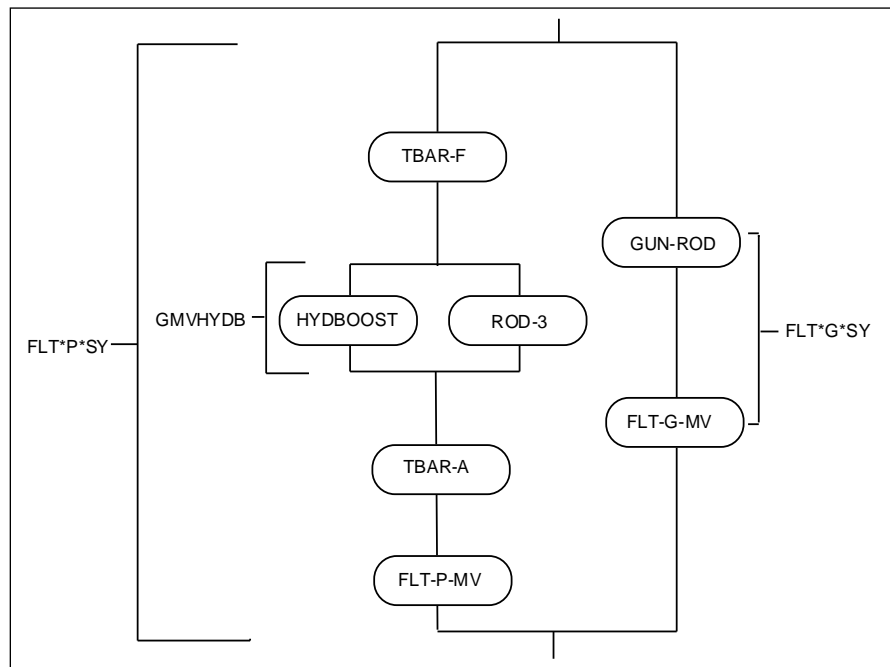 TBAR-F
GUN-ROD
GMVHYDB
HYDBOOST
ROD-3
FLT*P*SY
FLT*G*SY
FLT-G-MV
TBAR-A
FLT-P-MV